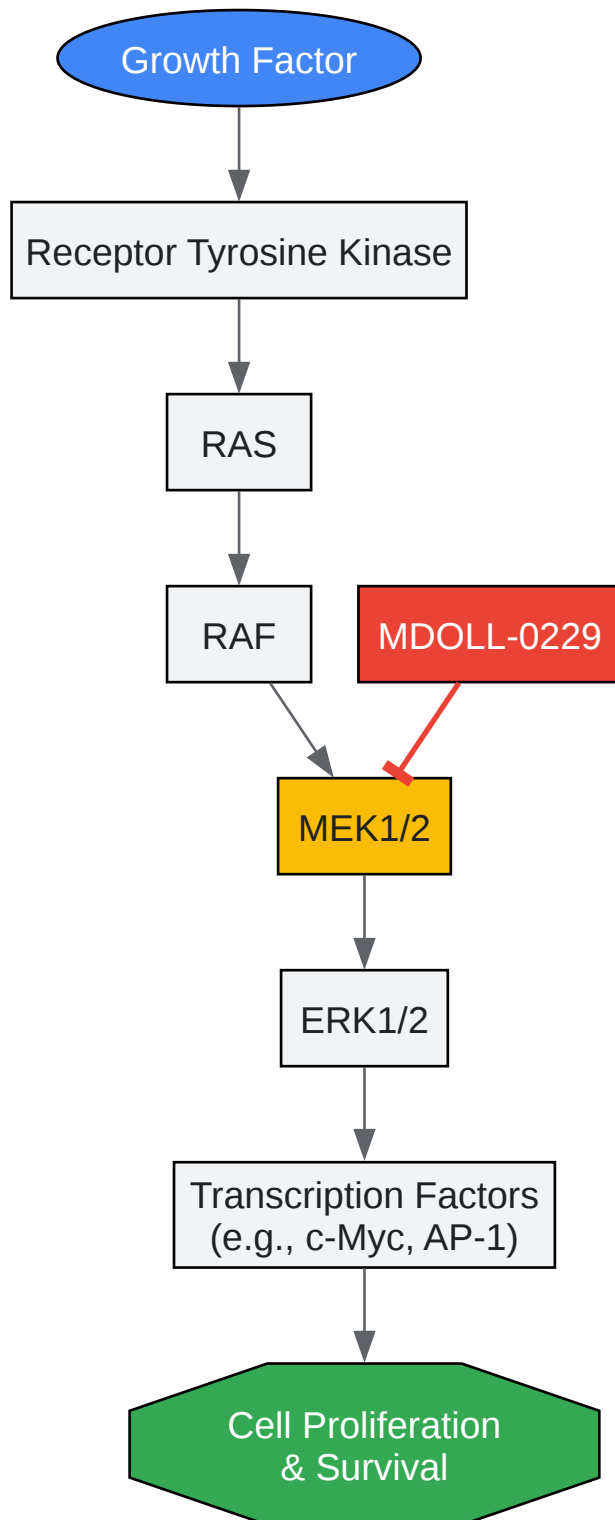 Growth Factor
Receptor Tyrosine Kinase
RAS
RAF
MDOLL-0229
MEK1/2
ERK1/2
Transcription Factors
(e.g., c-Myc, AP-1)
Cell Proliferation
& Survival